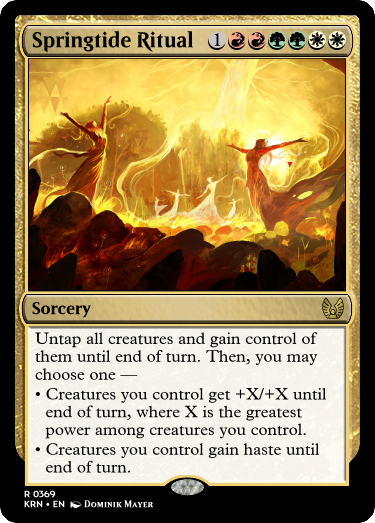 Springtide Ritual 1
Sorcery
Untap all creatures and gain control of
them until end of turn. Then, you may
choose one —
• Creatures you control get +X/+X until
end of turn, where X is the greatest
power among creatures you control.
• Creatures you control gain haste until
end of turn.
R 0369
KRN • EN Dominik Mayer